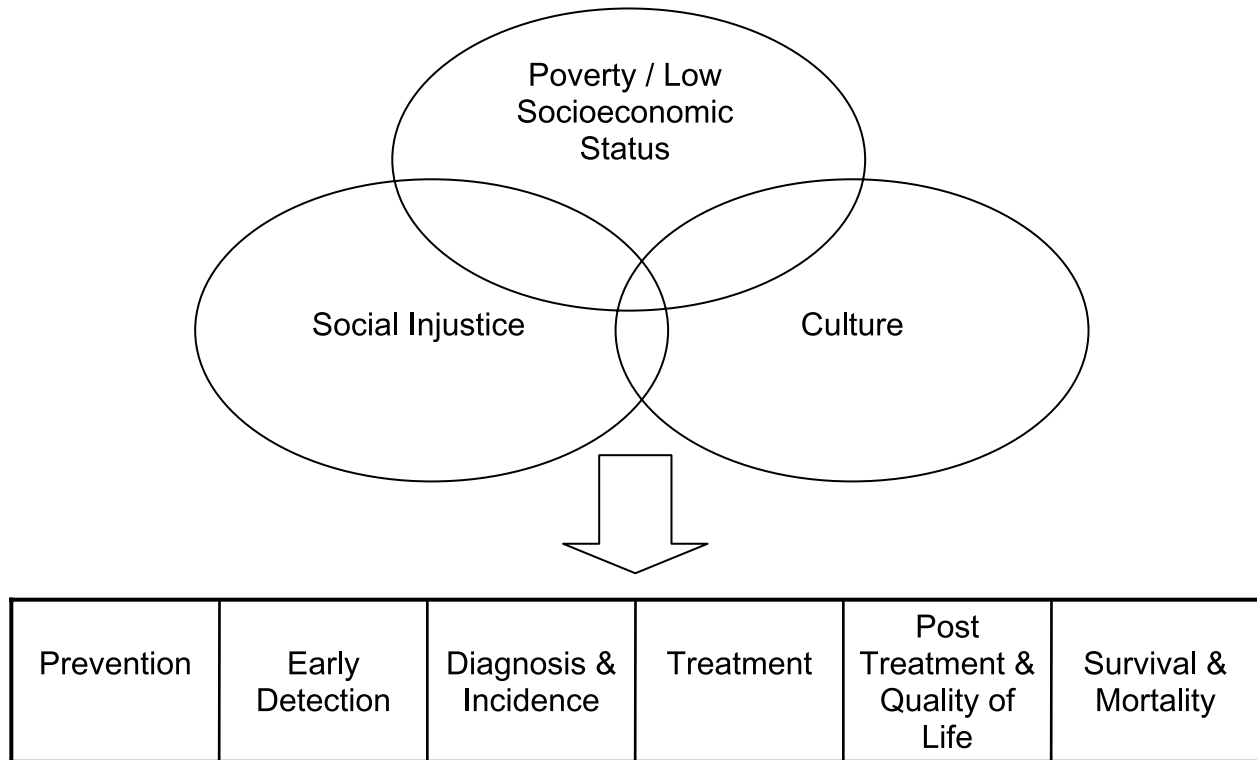 Poverty / Low
Socioeconomic
Status
Social Injustice
Culture
Prevention
Early
Detection
Diagnosis &
Incidence
Treatment
Post
Treatment &
Quality of
Life
Survival &
Mortality